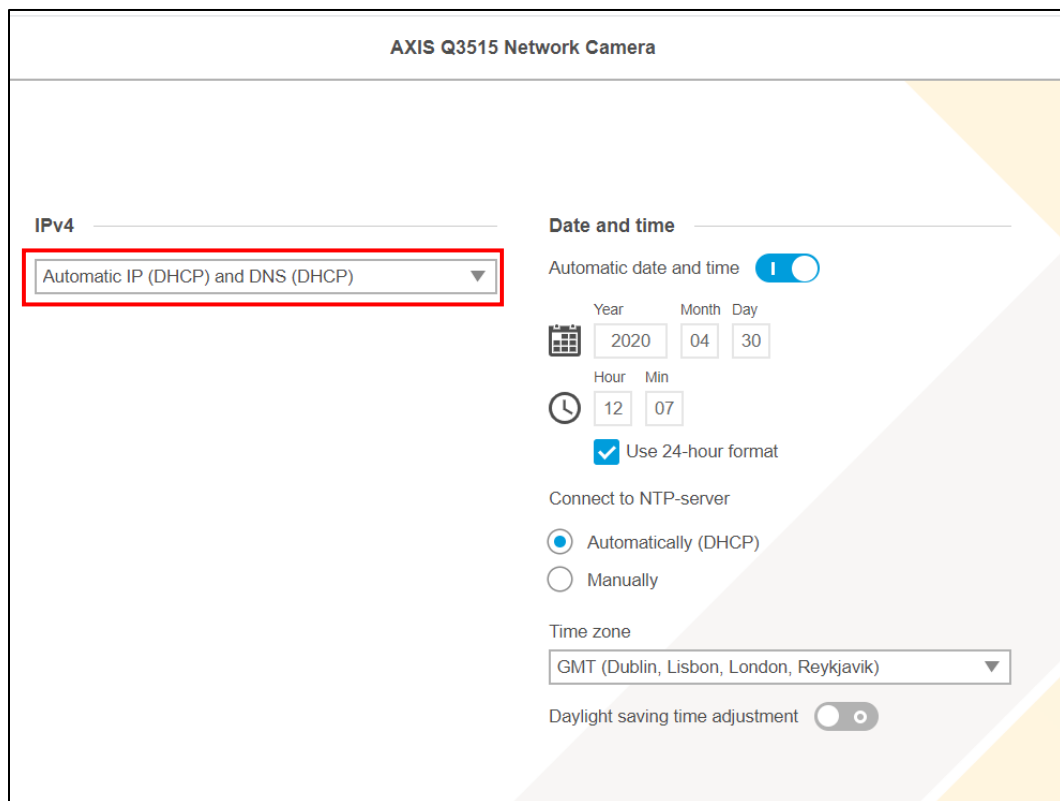 AXIS Q3515 Network Camera
IPv4
Automatic IP (DHCP) and DNS (DHCP)
Date and time
Automatic date and time
Year Month Day
2020 04 30
Hour Min
12 07
Use 24-hour format
Connect to NTP-server
Automatically (DHCP)
Manually
Time zone
GMT (Dublin, Lisbon, London, Reykjavik)
Daylight saving time adjustment